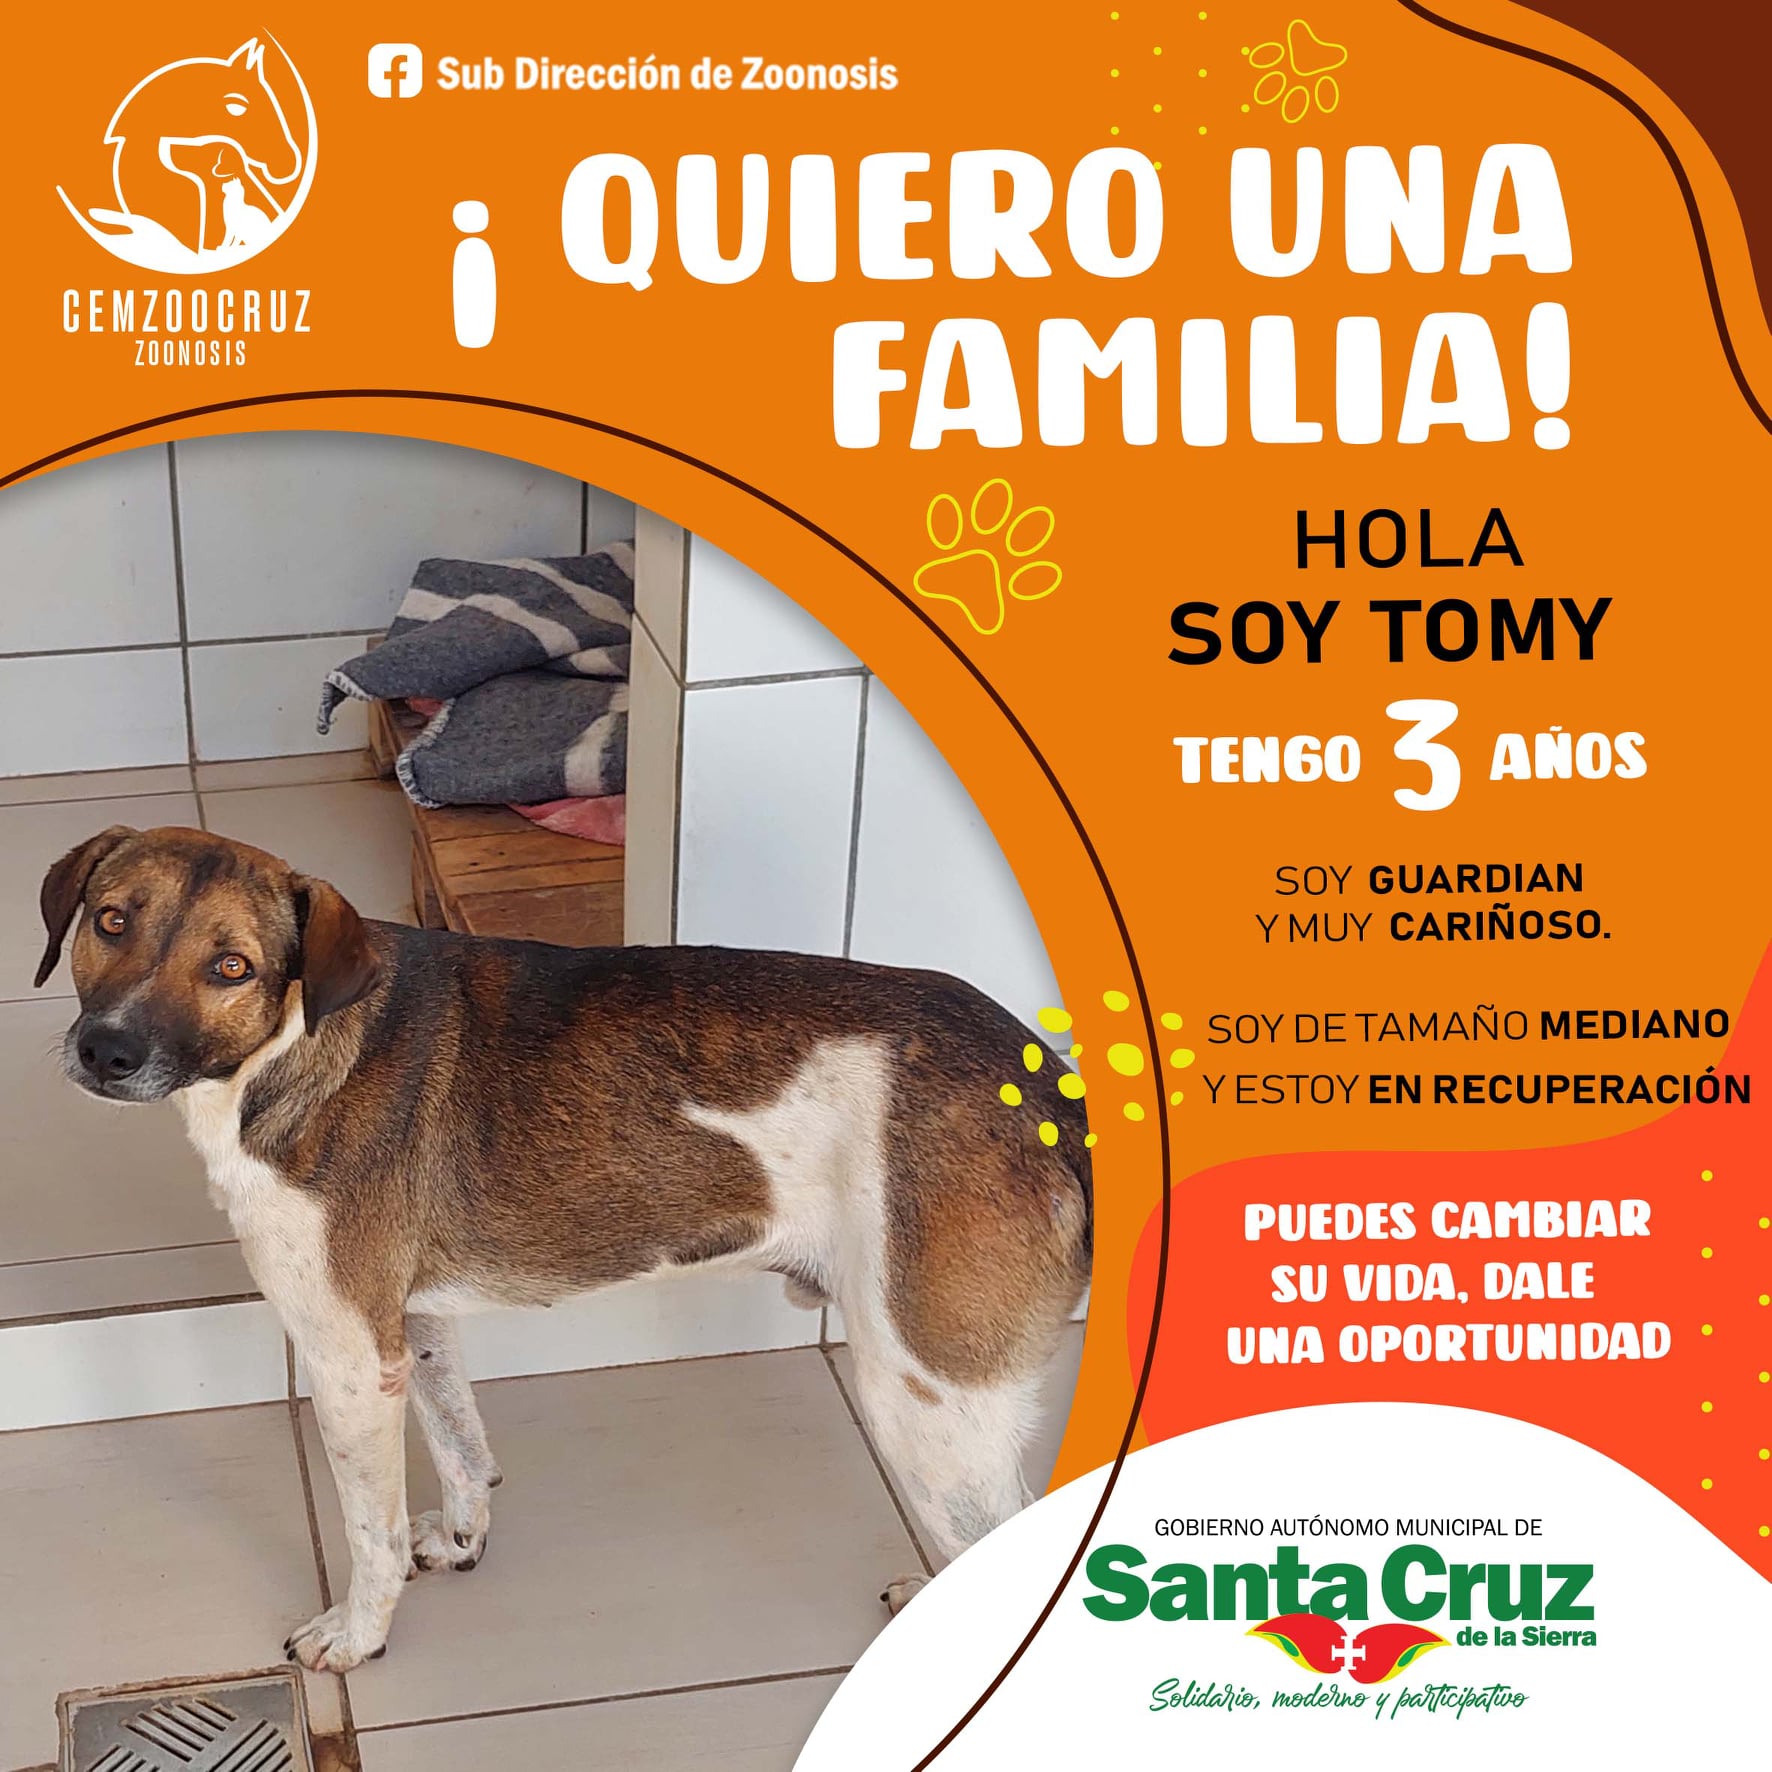 CEMZOOCRUZ
ZOONOSIS
Sub Dirección de Zoonosis
¡QUIERO UNA
FAMILIA!
HOLA
SOY TOMY
TENGO 3 AÑOS
SOY GUARDIAN
Y MUY CARIÑOSO.
SOY DE TAMAÑO MEDIANO
Y ESTOY EN RECUPERACIÓN
PUEDES CAMBIAR
SU VIDA, DALE
UNA OPORTUNIDAD
GOBIERNO AUTÓNOMO MUNICIPAL DE
Santa Cruz
de la Sierra
Solidario, moderno y participativo